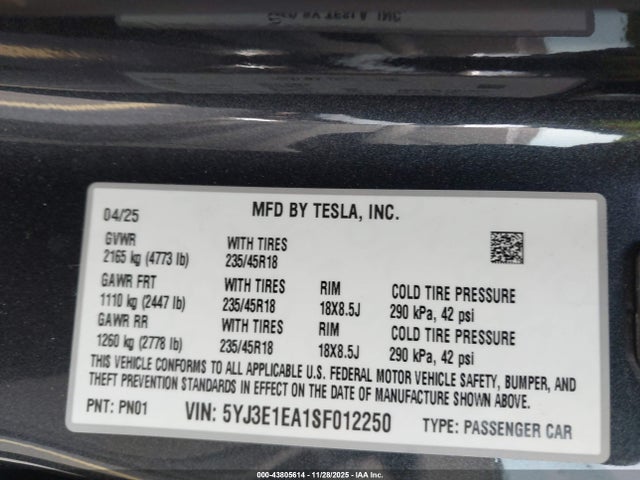 04/25 MFD BY TESLA, INC.
GVWR WITH TIRES
2165 kg (4773 lb) 235/45R18
GAWR FRT WITH TIRES RIM COLD TIRE PRESSURE
1110 kg (2447 lb) 235/45R18 18X8.5J 290 kPa, 42 psi
GAWR RR WITH TIRES RIM COLD TIRE PRESSURE
1260 kg (2778 lb) 235/45R18 18X8.5J 290 kPa, 42 psi
THIS VEHICLE CONFORMS TO ALL APPLICABLE U.S. FEDERAL MOTOR VEHICLE SAFETY, BUMPER, AND
THEFT PREVENTION STANDARDS IN EFFECT ON THE DATE OF MANUFACTURE SHOWN ABOVE.
PNT: PN01 VIN: 5YJ3E1EA1SF012250 TYPE: PASSENGER CAR
000-43805614 - 11/28/2025 - IAA Inc.